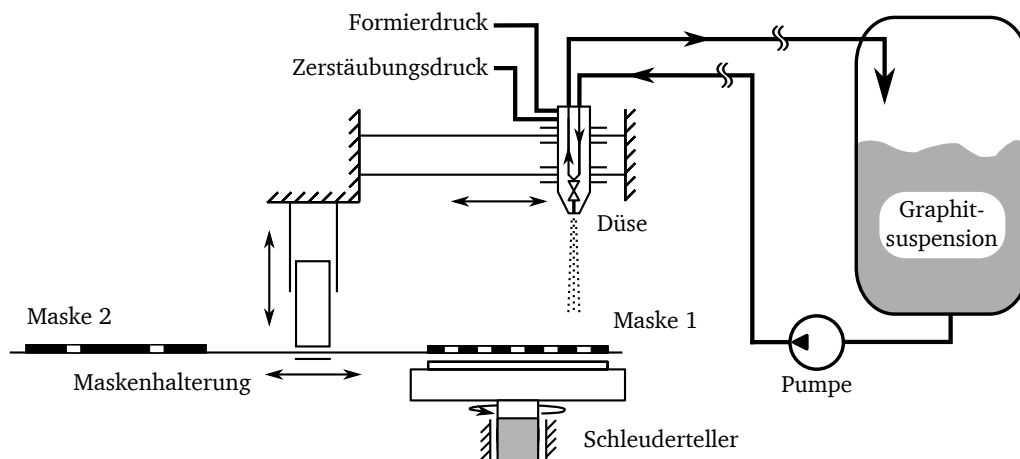 Formierdruck
Zerstäubungsdruck
Düse
Graphit-
suspension
Maske 2
Maske 1
Maskenhalterung
Pumpe
Schleuderteller